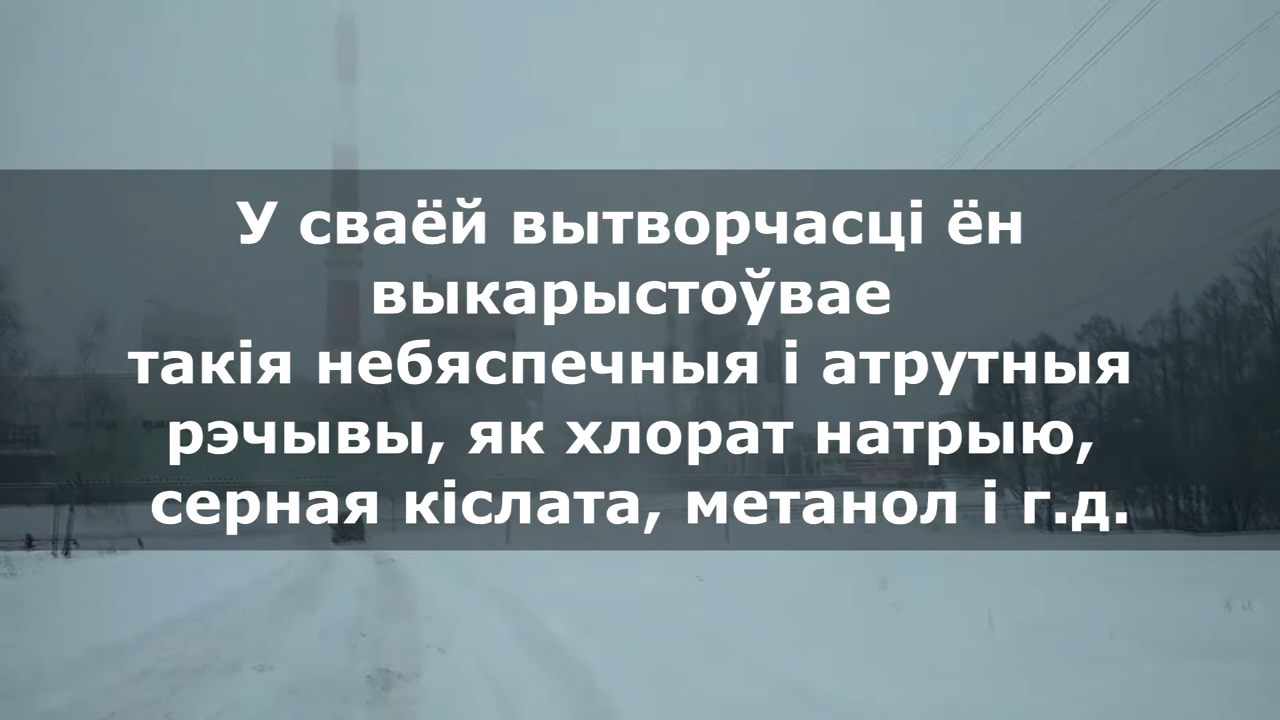 У сваёй вытворчасці ён
выкарыстоўвае
такія небяспечныя і атрутныя
рэчывы, як хлорат натрыю,
серная кіслата, метанол і г.д.